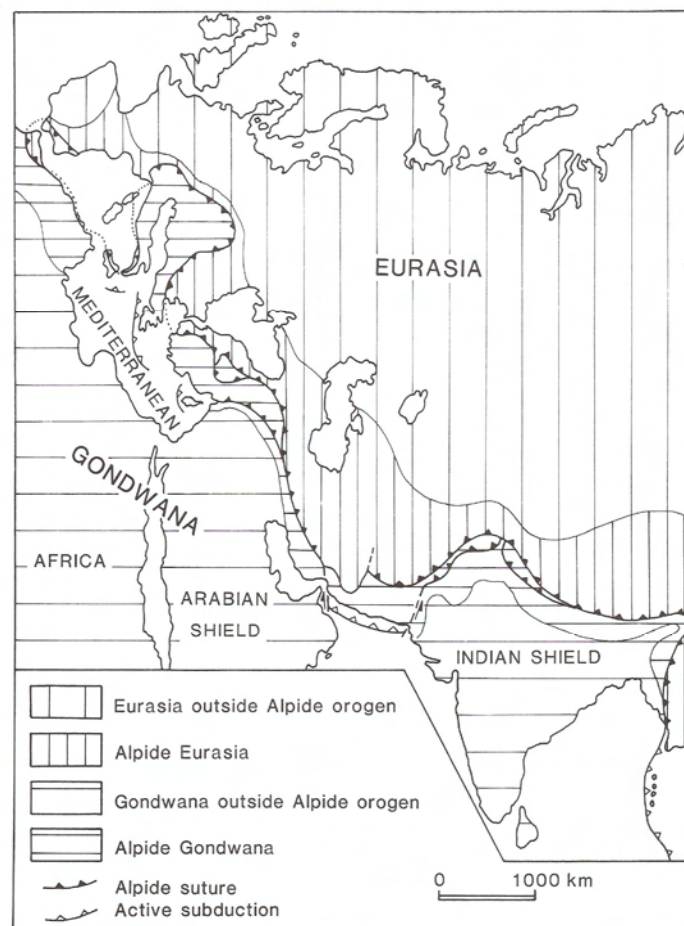 EURASIA
MEDITERRANEAN
GONDWANA
AFRICA
ARABIAN
SHIELD
INDIAN SHIELD
Eurasia outside Alpide orogen
Alpide Eurasia
Gondwana outside Alpide orogen
Alpide Gondwana
Alpide suture
Active subduction
0 1000 km